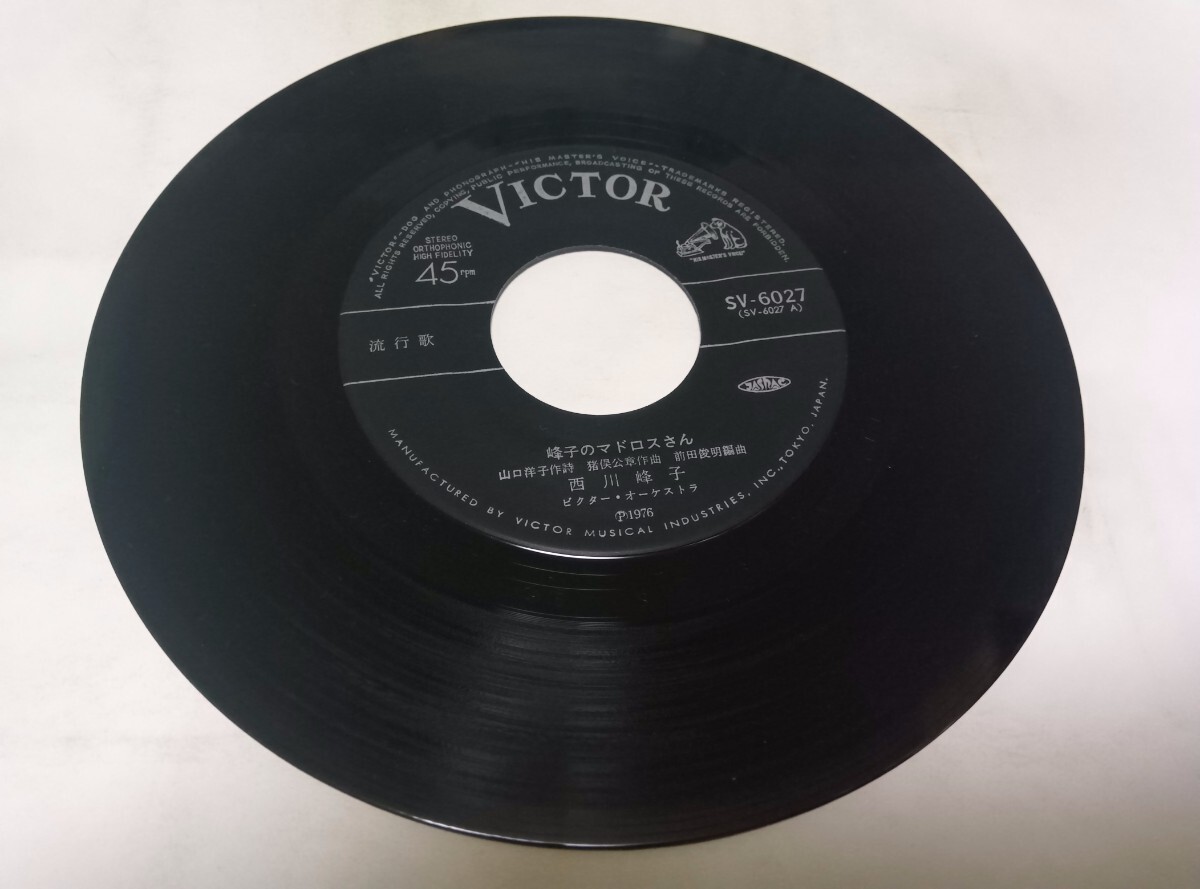 "VICTOR"-DOG AND PHONOGRAPH-"HIS MASTER'S VOICE"-TRADEMARKS REGISTERED.
ALL RIGHTS RESERVED, COPYING, PUBLIC PERFORMANCE, BROADCASTING OF THESE RECORDS ARE FORBIDDEN.
VICTOR
"HIS MASTER'S VOICE"
STEREO
ORTHOPHONIC
HIGH FIDELITY
45 rpm
SV-6027
(SV-6027 A)
流行歌
JASRAC
峰子のマドロスさん
山口洋子作詩 猪俣公章作曲 前田俊明編曲
西川峰子
ビクター・オーケストラ
Ⓟ1976
MANUFACTURED BY VICTOR MUSICAL INDUSTRIES, INC., TOKYO, JAPAN.